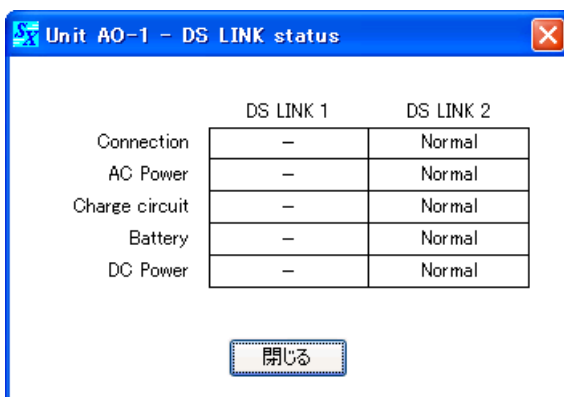 SX Unit AO-1 - DS LINK status
DS LINK 1 DS LINK 2
Connection – Normal
AC Power – Normal
Charge circuit – Normal
Battery – Normal
DC Power – Normal
閉じる